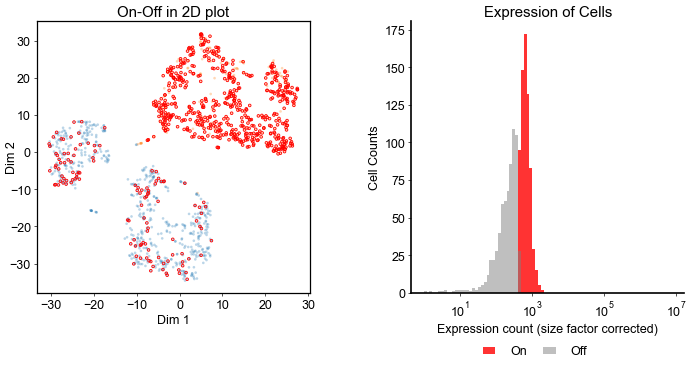 On-Off in 2D plot
30
20
10
0
−10
−20
−30
Dim 2
−30 −20 −10 0 10 20 30
Dim 1
Expression of Cells
175
150
125
100
75
50
25
0
Cell Counts
10^1 10^3 10^5 10^7
Expression count (size factor corrected)
On Off